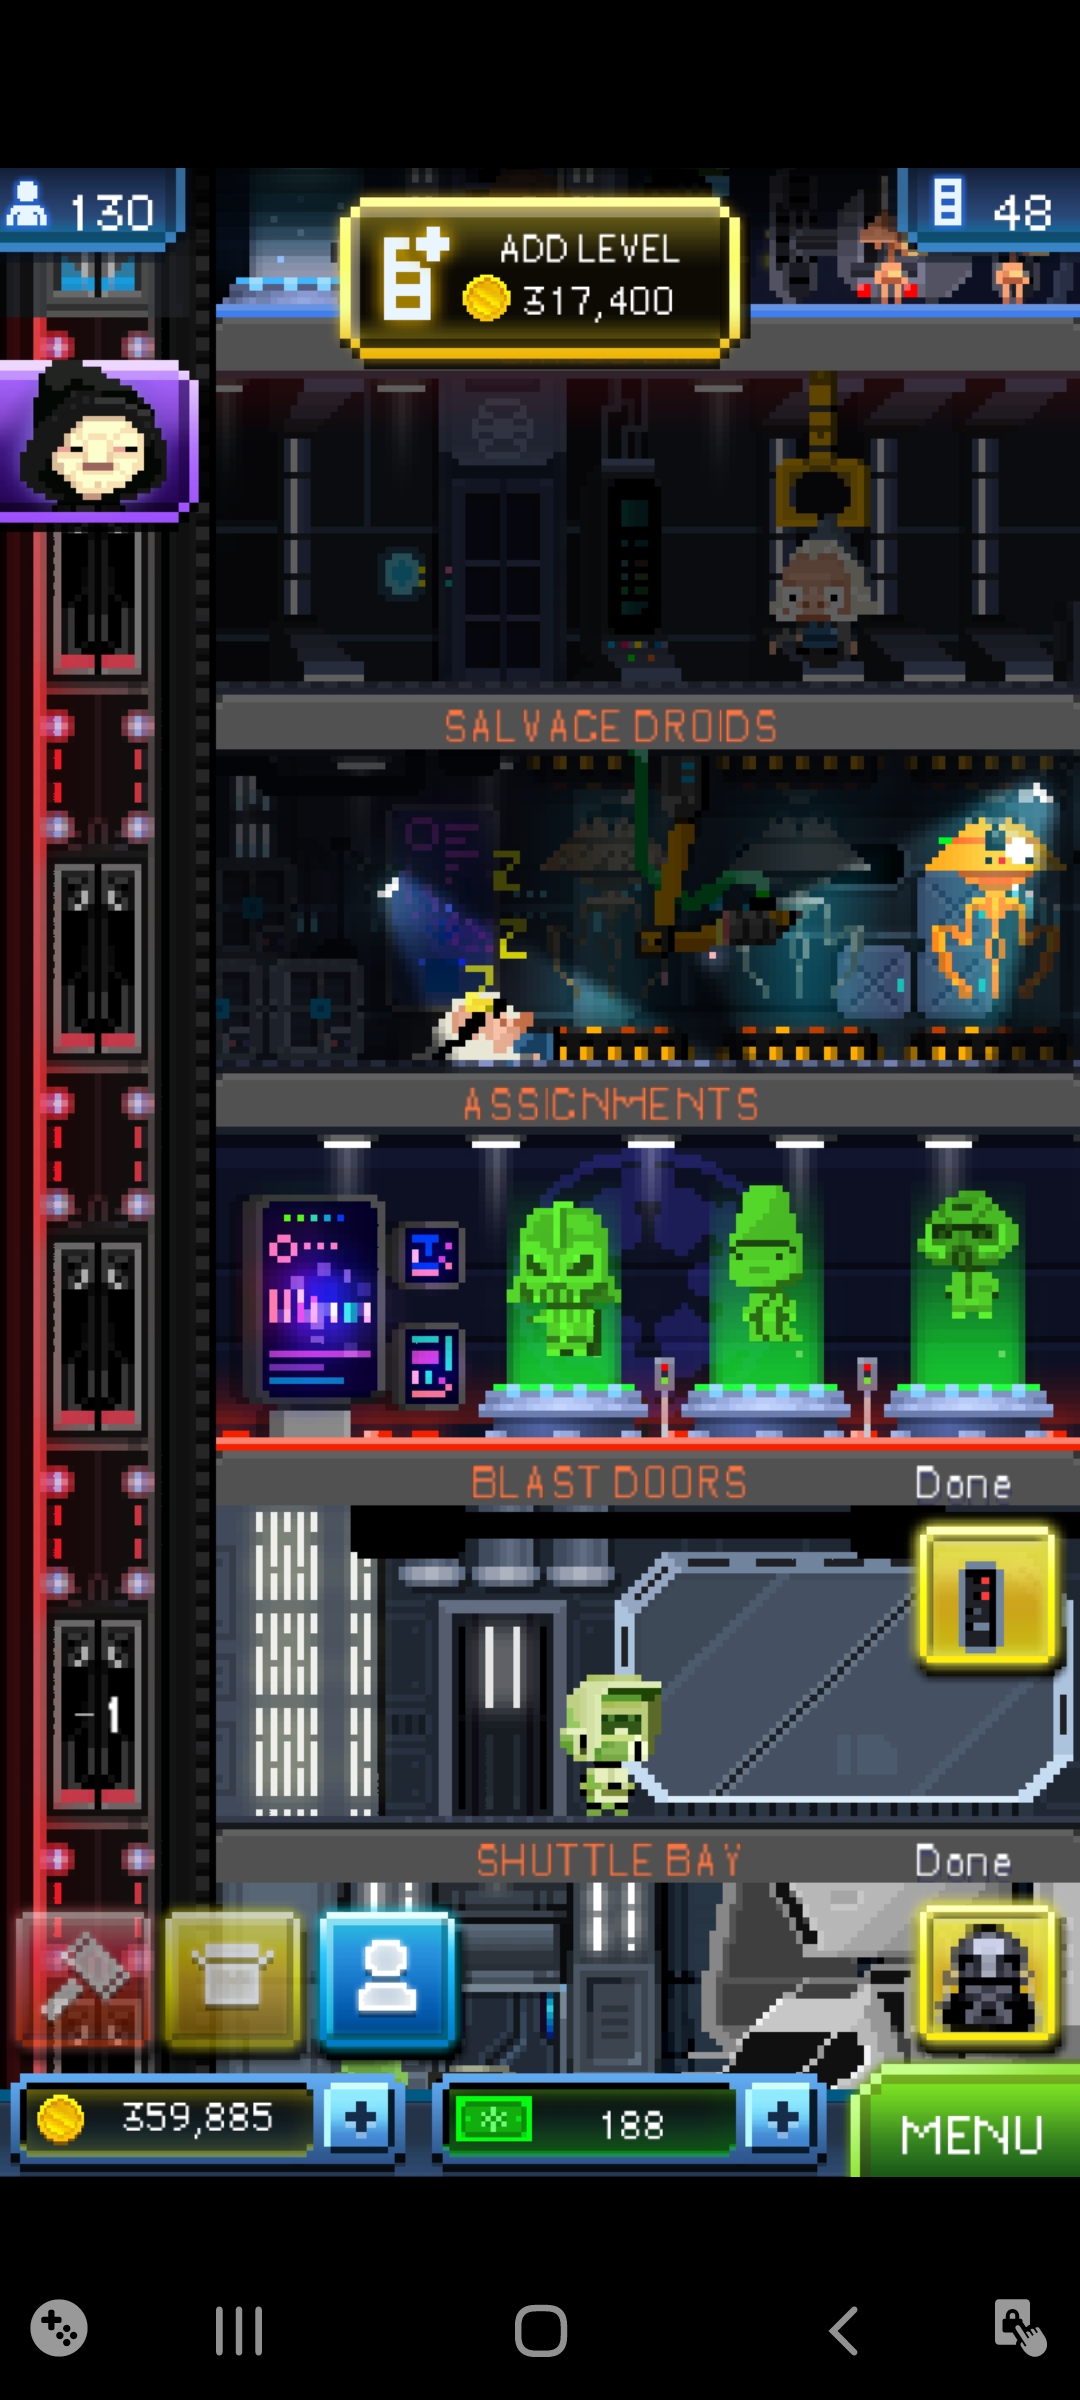 130
ADD LEVEL
317,400
48
SALVAGE DROIDS
Z
Z
Z
ASSIGNMENTS
BLAST DOORS
Done
-1
SHUTTLE BAY
Done
359,885
188
MENU